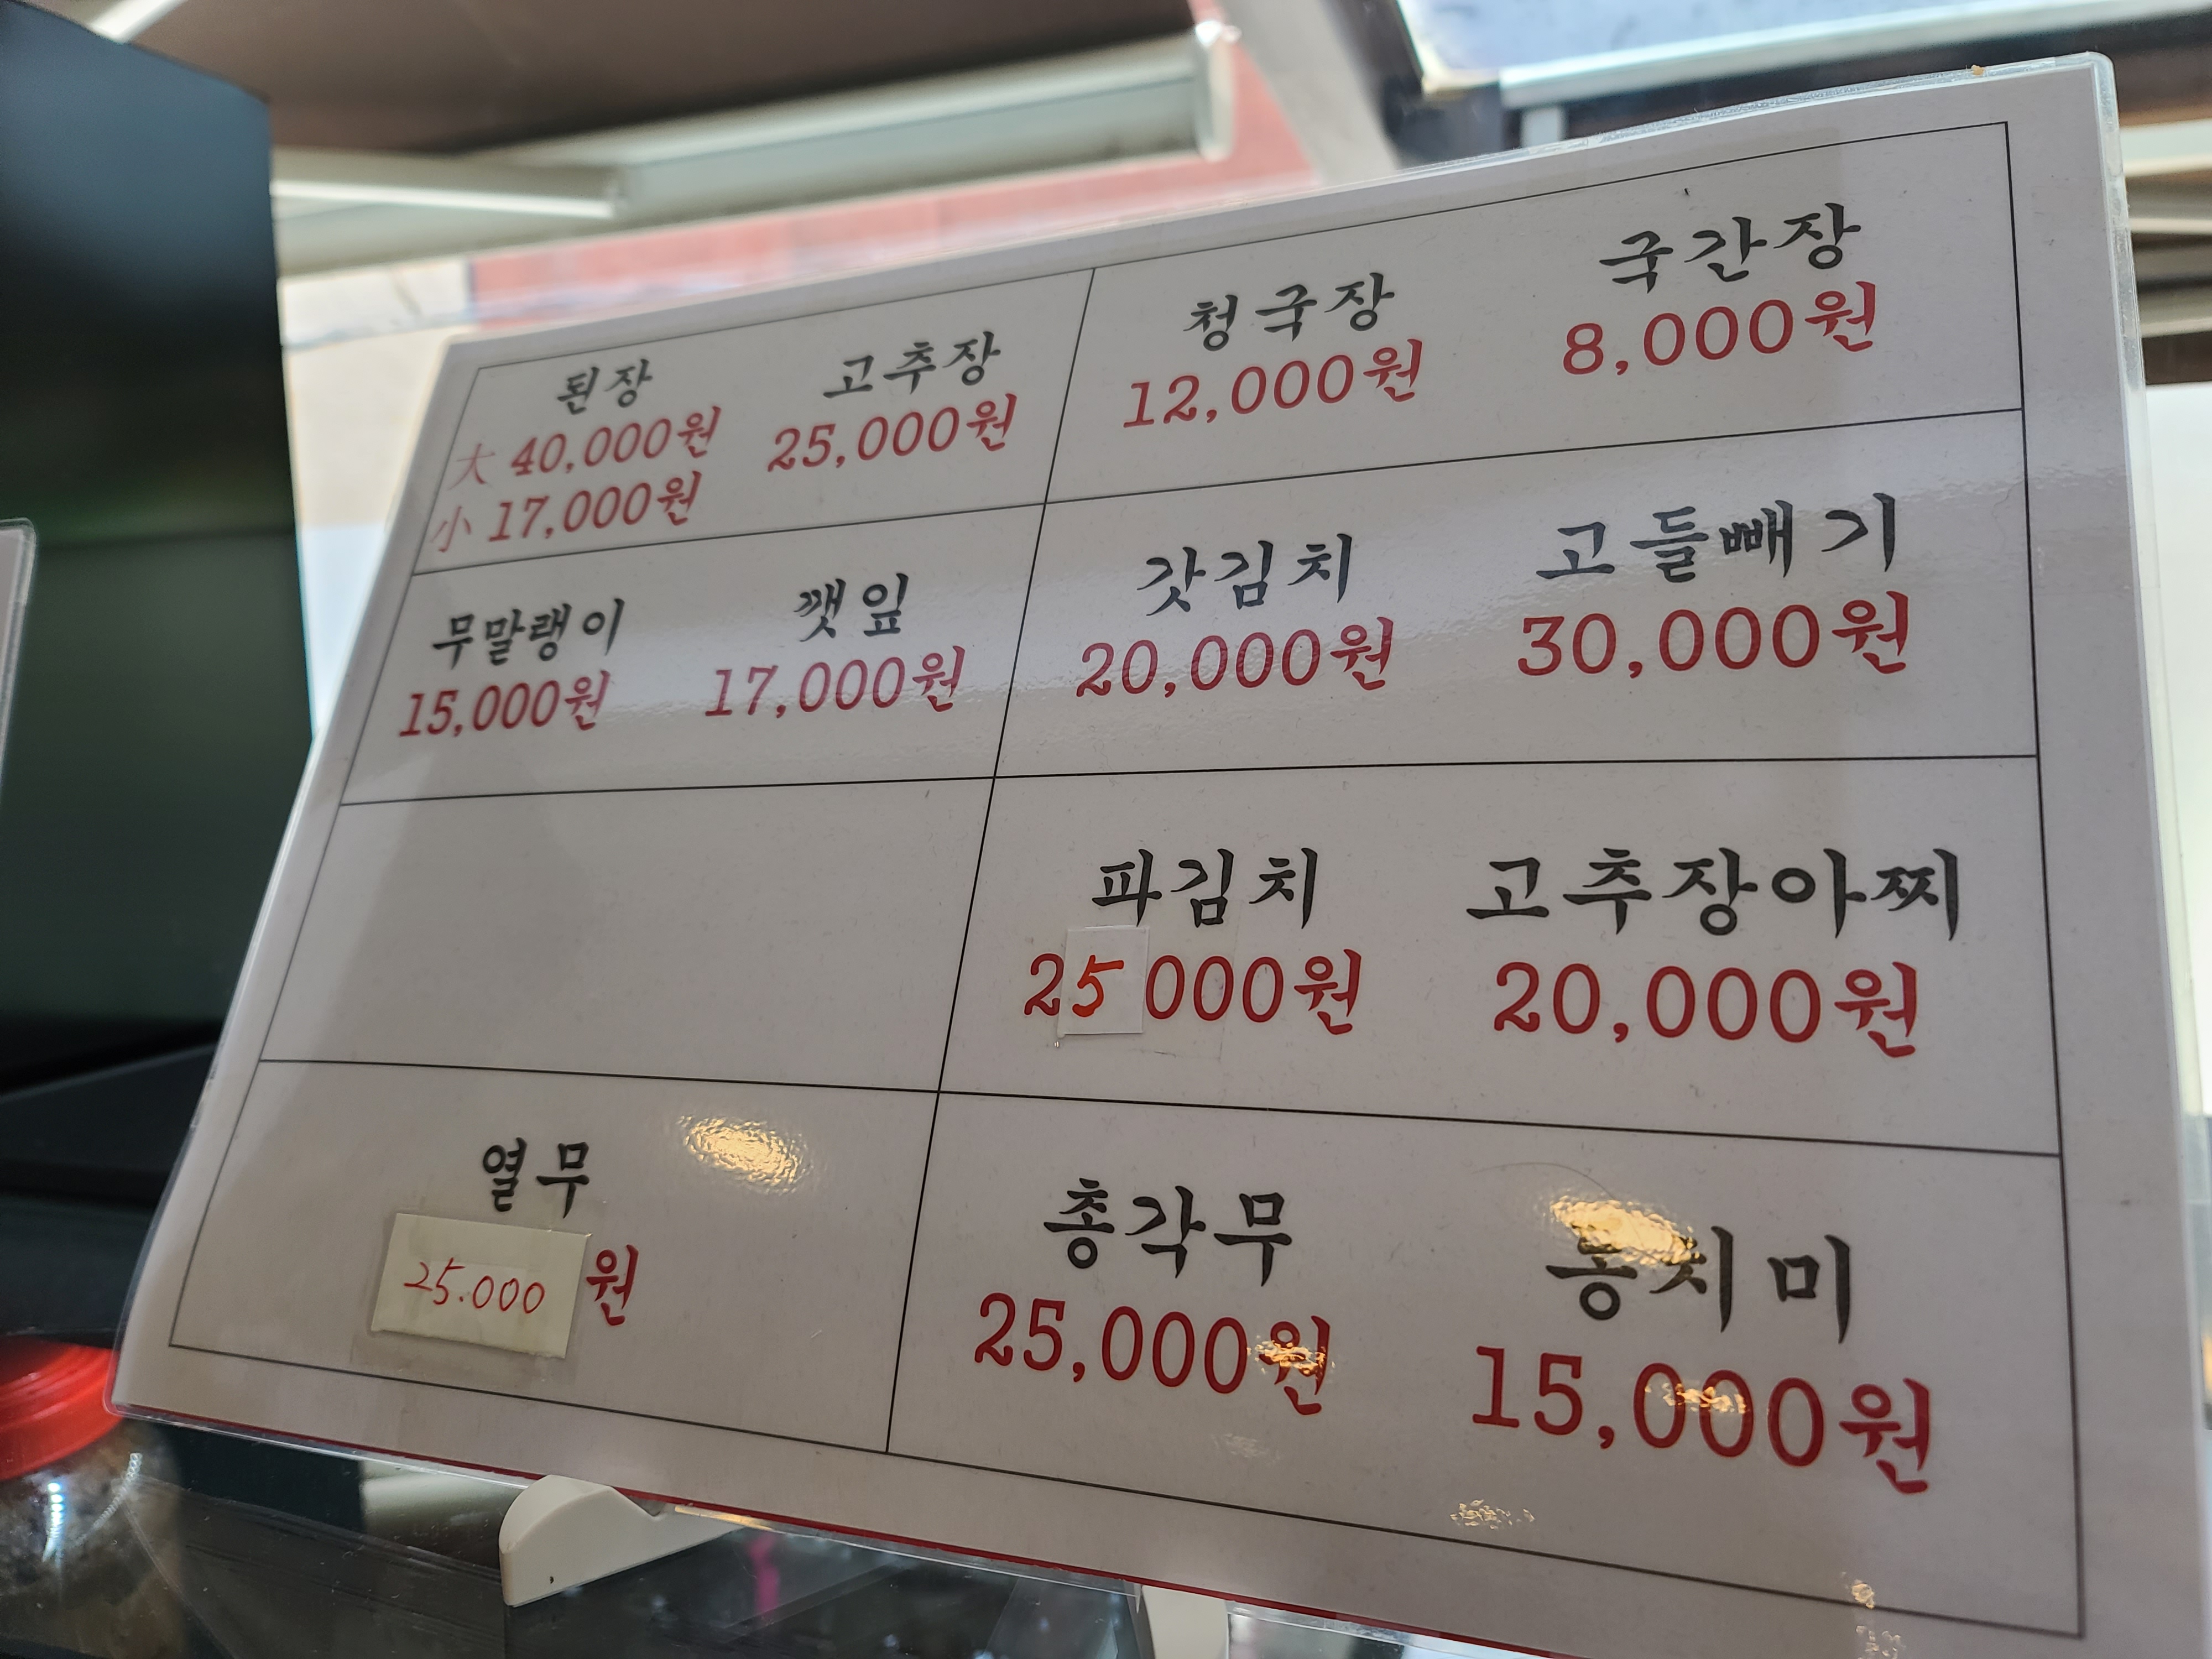 된장 고추장
大 40,000원 25,000원
小 17,000원
청국장 국간장
12,000원 8,000원
무말랭이 깻잎
15,000원 17,000원
갓김치 고들빼기
20,000원 30,000원
파김치 고추장아찌
25 000원 20,000원
열무
25.000 원
총각무 동치미
25,000원 15,000원